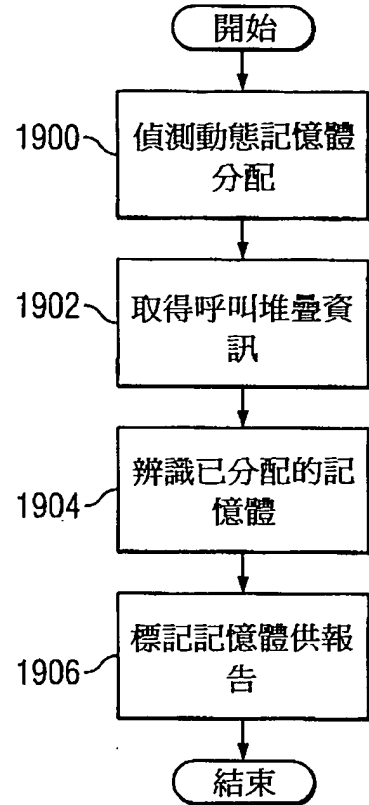 開始
1900
偵測動態記憶體
分配
1902
取得呼叫堆疊資
訊
1904
辨識已分配的記
憶體
1906
標記記憶體供報
告
結束